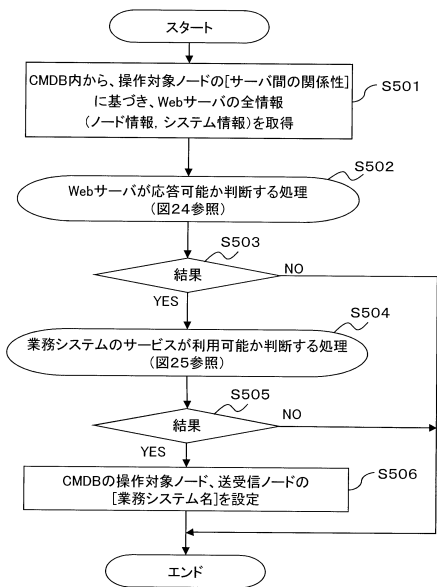 スタート
CMDB内から、操作対象ノードの[サーバ間の関係性]
に基づき、Webサーバの全情報
(ノード情報, システム情報)を取得
S501
S502
Webサーバが応答可能か判断する処理
(図24参照)
S503
結果
NO
YES
S504
業務システムのサービスが利用可能か判断する処理
(図25参照)
S505
結果
NO
YES
CMDBの操作対象ノード、送受信ノードの
[業務システム名]を設定
S506
エンド